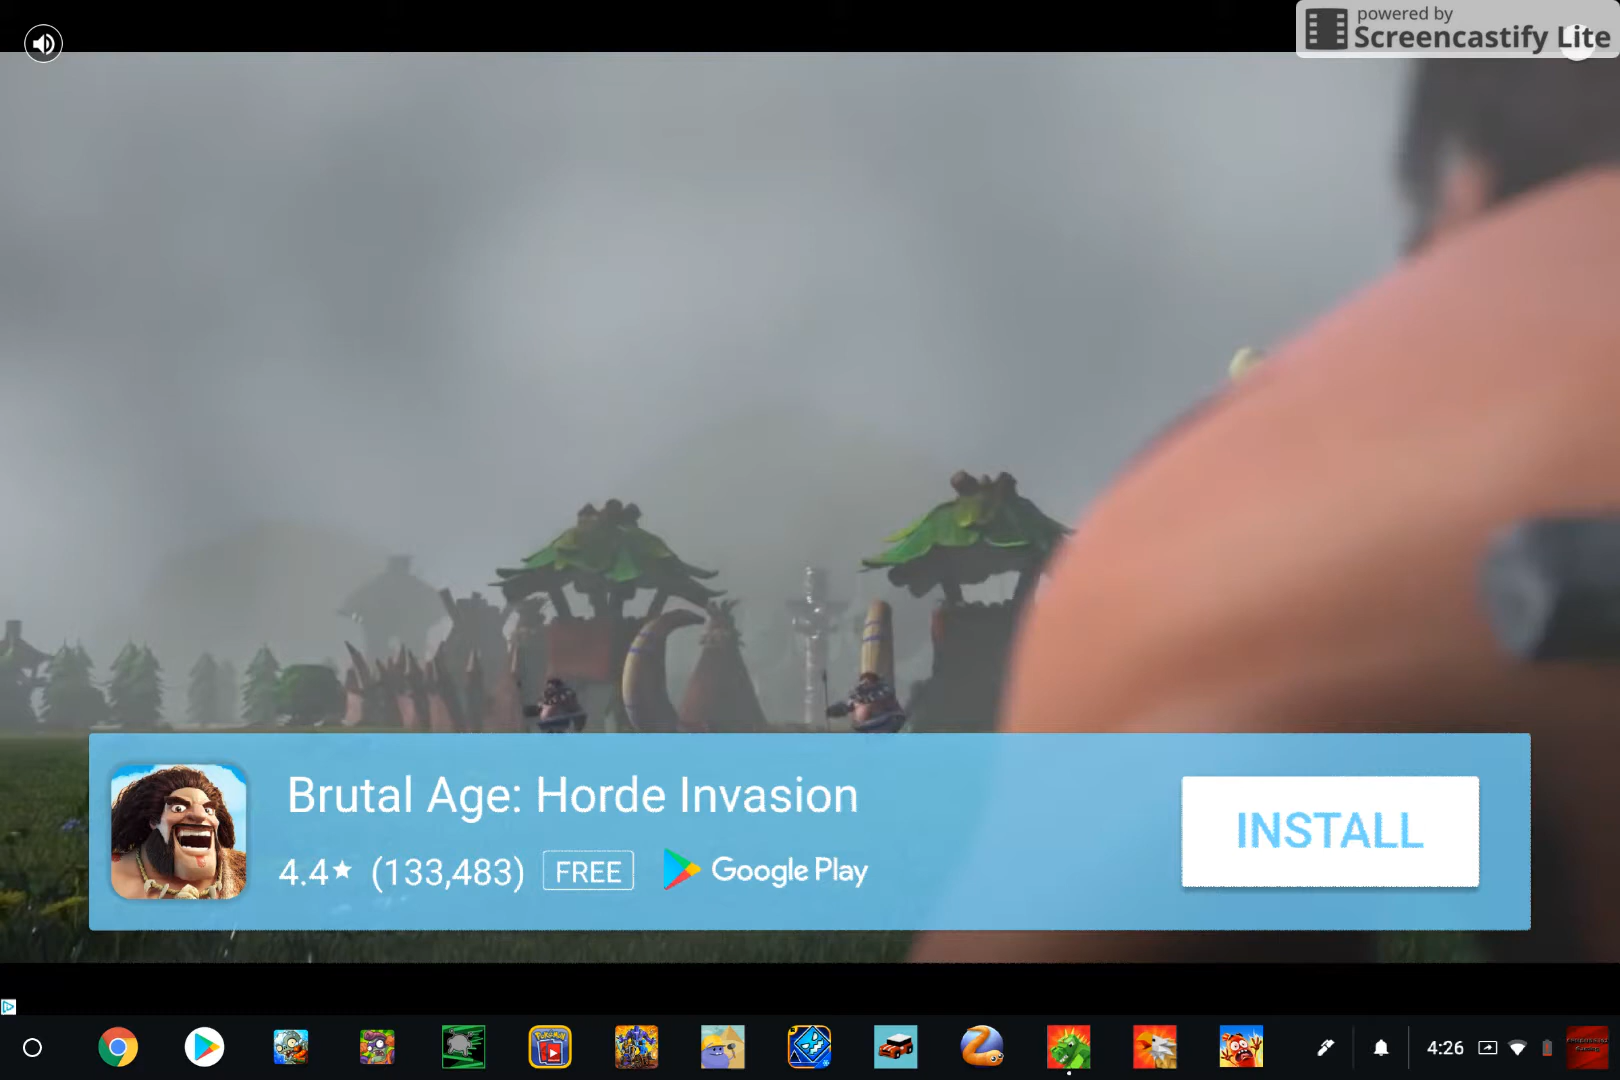 powered by
Screencastify Lite
Brutal Age: Horde Invasion
4.4★ (133,483) FREE Google Play
INSTALL
4:26